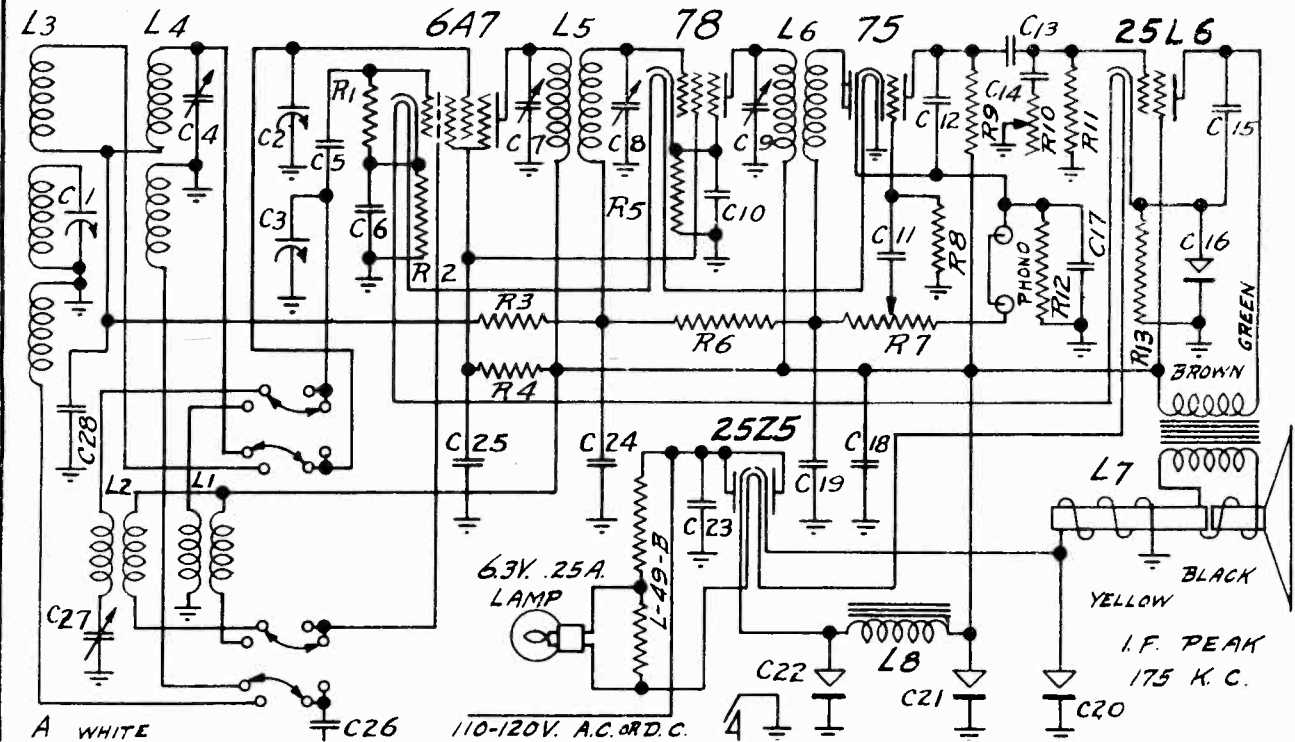 L3
L4
6A7
L5
78
L6
75
C13
25L6
R1
C4
C2
C5
C7
C8
C9
C12
R9
C14
R10
R11
C15
C1
C3
C6
R2
R5
C10
C11
R8
PHONO
R12
C17
C16
GREEN
R3
R6
R7
R13
R4
BROWN
C28
C25
C24
25Z5
C18
C19
L2
L1
C23
L7
6.3V. .25A.
LAMP
L-49-B
BLACK
YELLOW
C27
L8
I.F. PEAK
175 K.C.
C22
C21
C20
A WHITE
C26
110-120V. A.C. OR D.C.